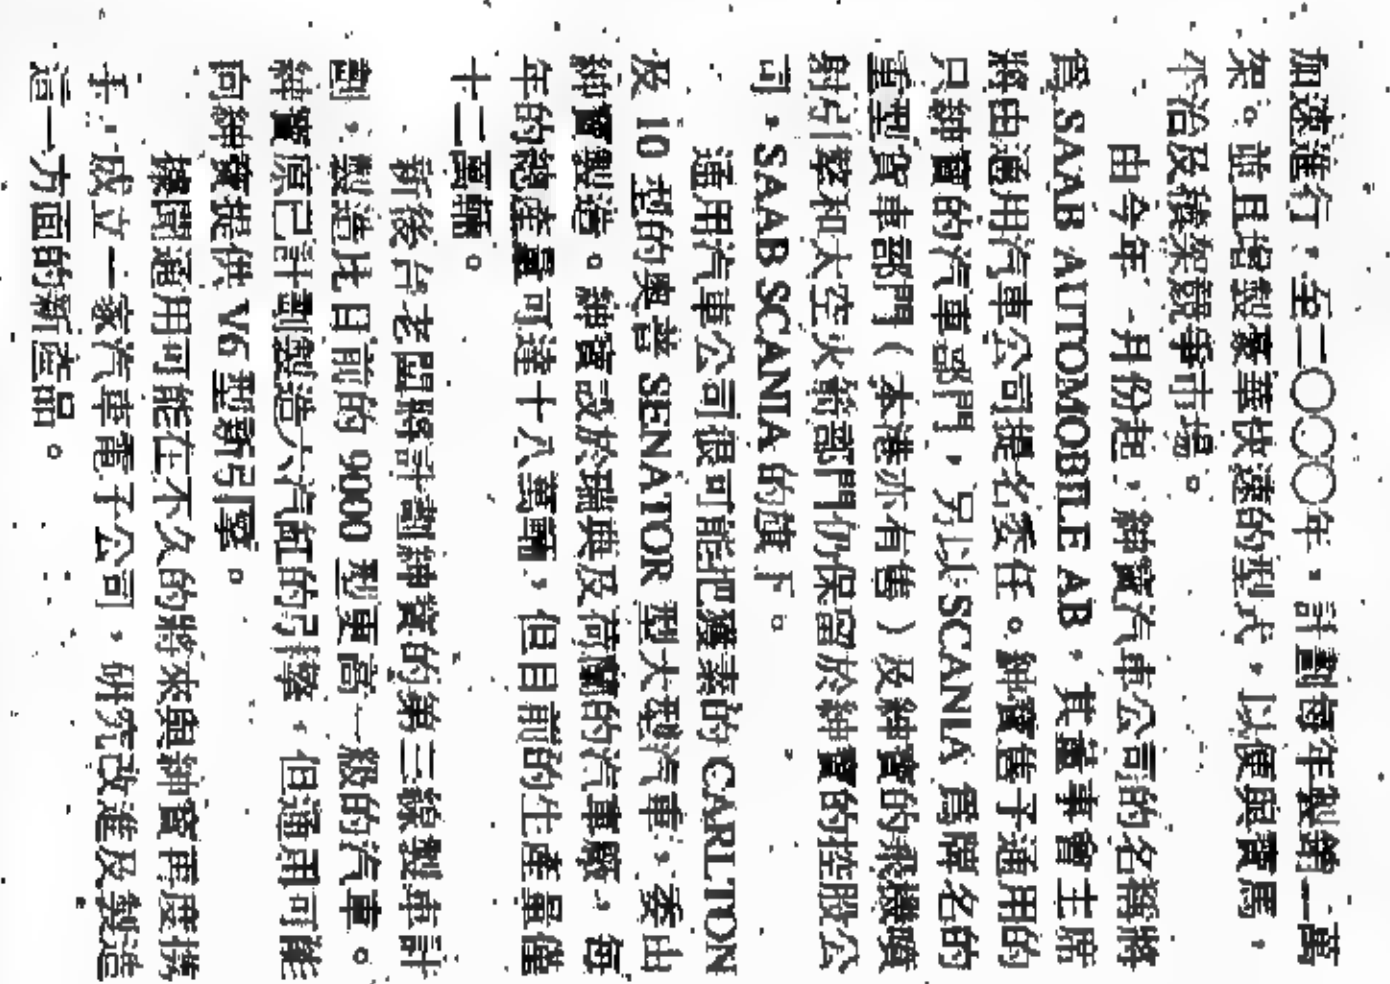 加速進行，至二〇〇〇年，計劃每年製銷一萬
架。並且增製豪華快速的型式，以便與寶馬，
不治及積架競爭市場。
由今年一月份起，紳寶汽車公司的名稱將
為 SAAB AUTOMOBILE AB，其董事會主席
將由通用汽車公司提名委任。紳寶售予通用的
只紳寶的汽車部門，另以 SCANIA 為牌名的
重型貨車部門（本港亦有售）及紳寶的飛機噴
射引擎和太空火箭部門仍保留於紳寶的控股公
司，SAAB SCANIA 的旗下。
通用汽車公司很可能把獲素的 CARLTON
及 10 型的奧普 SENATOR 型大型汽車，委由
紳寶製造。紳寶設於瑞典及荷蘭的汽車廠，每
年的總產量可達十八萬輛，但目前的生產量僅
十二萬輛。
新後台老闆將計劃紳寶的第三線製車計
劃，製造比目前的 9000 型更高一級的汽車。
紳寶原已計劃製造六汽缸的引擎，但通用可能
向紳寶提供 V6 型新引擎。
據聞通用可能在不久的將來與紳寶再度携
手，成立一家汽車電子公司，研究改進及製造
這一方面的新產品。